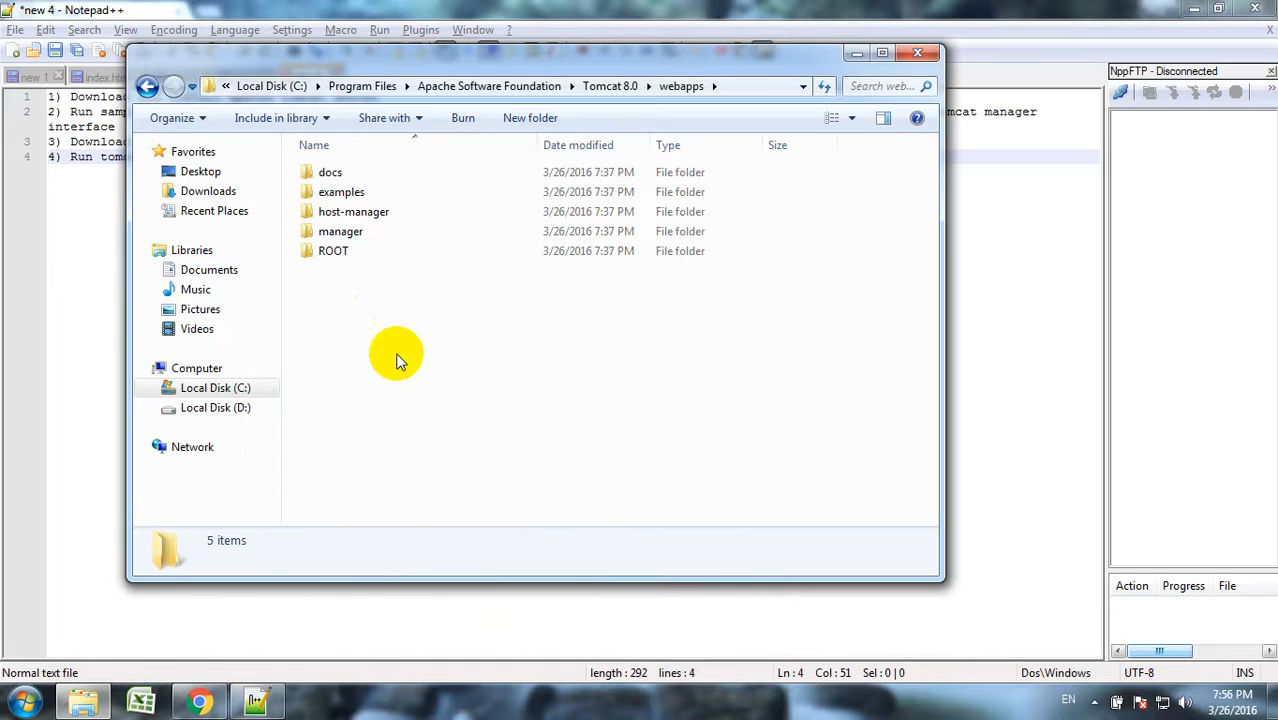 *new 4 - Notepad++
File Edit Search View Encoding Language Settings Macro Run Plugins Window ?
X
new 1 index.htm
1 1) Download
2 2) Run sam mcat manager
interface
3 3) Download
4 4) Run tomc
« Local Disk (C:) Program Files Apache Software Foundation Tomcat 8.0 webapps
Search web...
Organize Include in library Share with Burn New folder
Favorites
Desktop
Downloads
Recent Places
Libraries
Documents
Music
Pictures
Videos
Computer
Local Disk (C:)
Local Disk (D:)
Network
Name Date modified Type Size
docs 3/26/2016 7:37 PM File folder
examples 3/26/2016 7:37 PM File folder
host-manager 3/26/2016 7:37 PM File folder
manager 3/26/2016 7:37 PM File folder
ROOT 3/26/2016 7:37 PM File folder
5 items
NppFTP - Disconnected
Action Progress File
Normal text file length : 292 lines : 4 Ln : 4 Col : 51 Sel : 0 | 0 Dos\Windows UTF-8 INS
EN
7:56 PM
3/26/2016